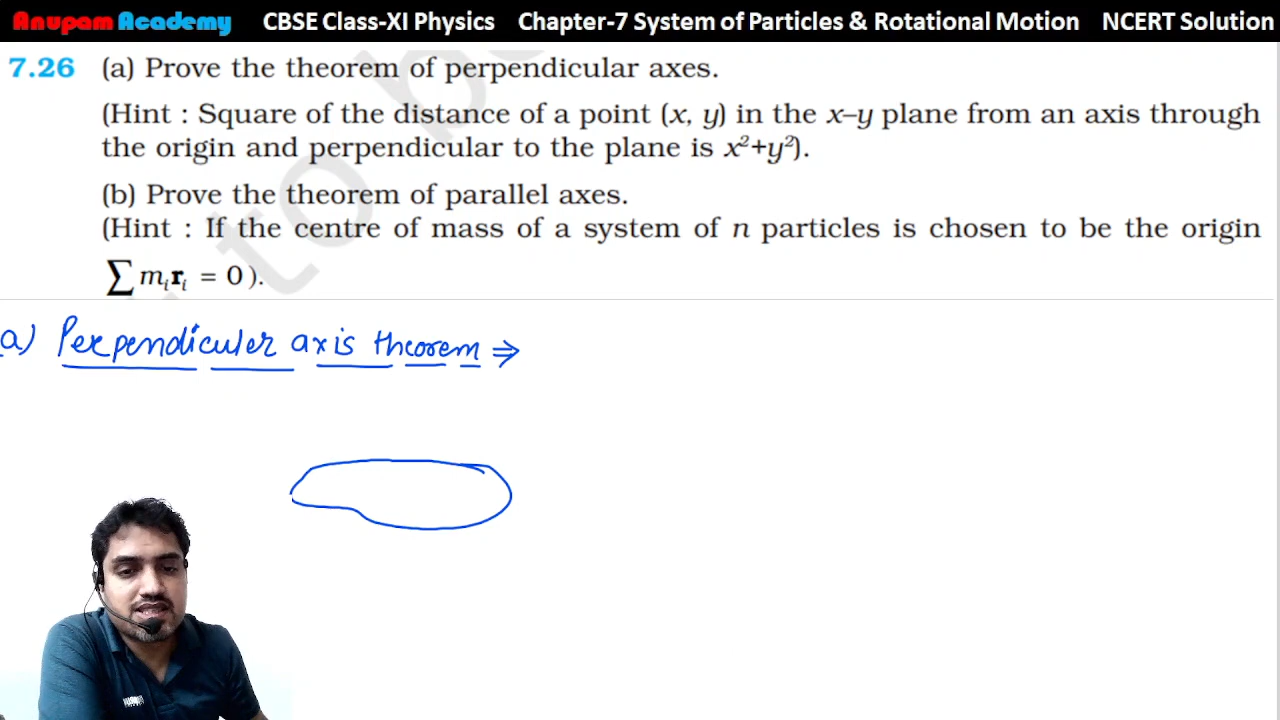 Anupam Academy CBSE Class-XI Physics Chapter-7 System of Particles & Rotational Motion NCERT Solution
7.26 (a) Prove the theorem of perpendicular axes.
(Hint : Square of the distance of a point (x, y) in the x–y plane from an axis through
the origin and perpendicular to the plane is x²+y²).
(b) Prove the theorem of parallel axes.
(Hint : If the centre of mass of a system of n particles is chosen to be the origin
∑ mᵢrᵢ = 0 ).
a) Perpendicular axis theorem ⇒